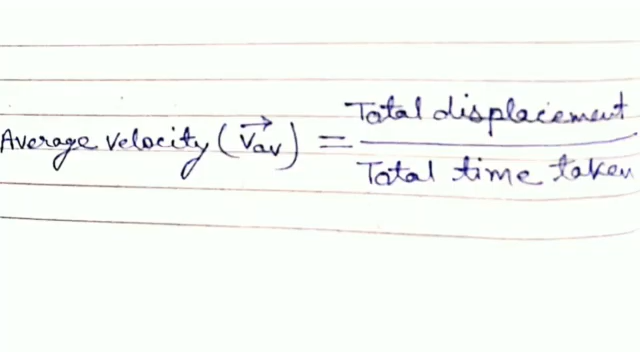 Average velocity (v⃗av) = Total displacement
Total time taken